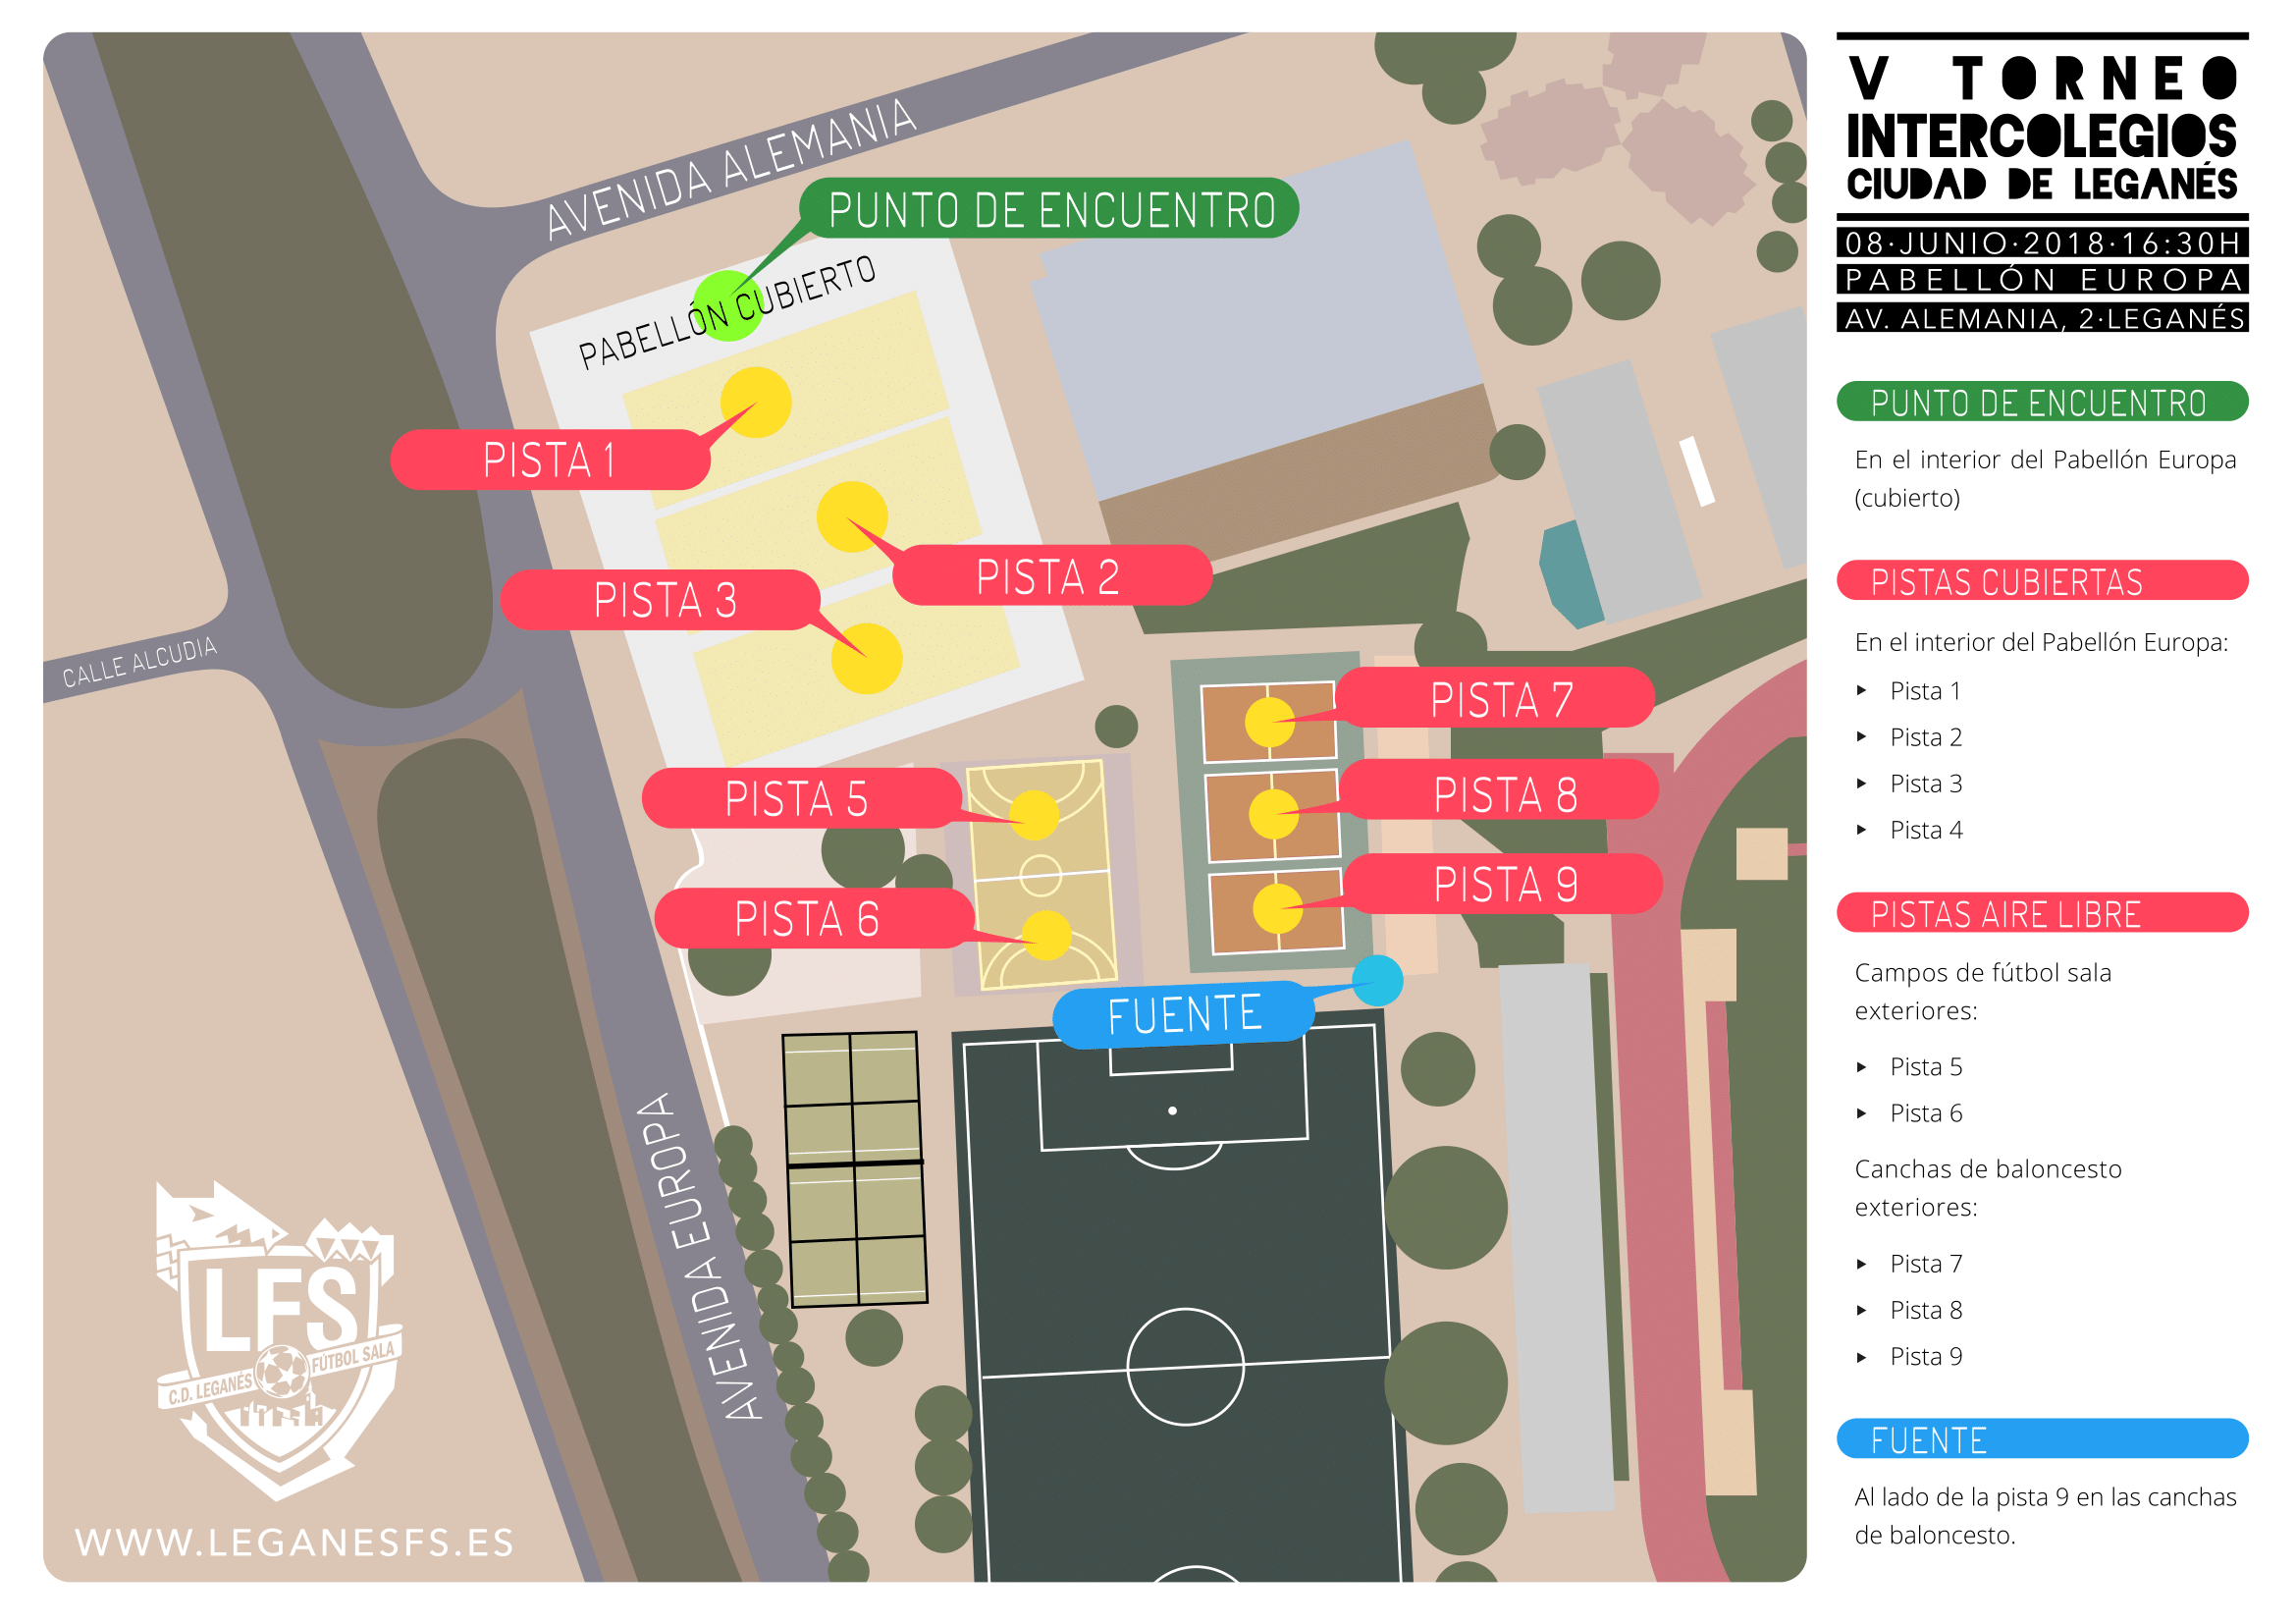 AVENIDA ALEMANIA
PUNTO DE ENCUENTRO
PABELLÓN CUBIERTO
PISTA 1
PISTA 2
PISTA 3
CALLE ALCUDIA
PISTA 7
PISTA 5
PISTA 8
PISTA 9
PISTA 6
FUENTE
AVENIDA EUROPA
LFS
C.D. LEGANÉS
FÚTBOL SALA
WWW.LEGANESFS.ES
V TORNEO
INTERCOLEGIOS
CIUDAD DE LEGANÉS
08·JUNIO·2018·16:30H
PABELLÓN EUROPA
AV. ALEMANIA, 2·LEGANÉS
PUNTO DE ENCUENTRO
En el interior del Pabellón Europa
(cubierto)
PISTAS CUBIERTAS
En el interior del Pabellón Europa:
‣ Pista 1
‣ Pista 2
‣ Pista 3
‣ Pista 4
PISTAS AIRE LIBRE
Campos de fútbol sala
exteriores:
‣ Pista 5
‣ Pista 6
Canchas de baloncesto
exteriores:
‣ Pista 7
‣ Pista 8
‣ Pista 9
FUENTE
Al lado de la pista 9 en las canchas
de baloncesto.